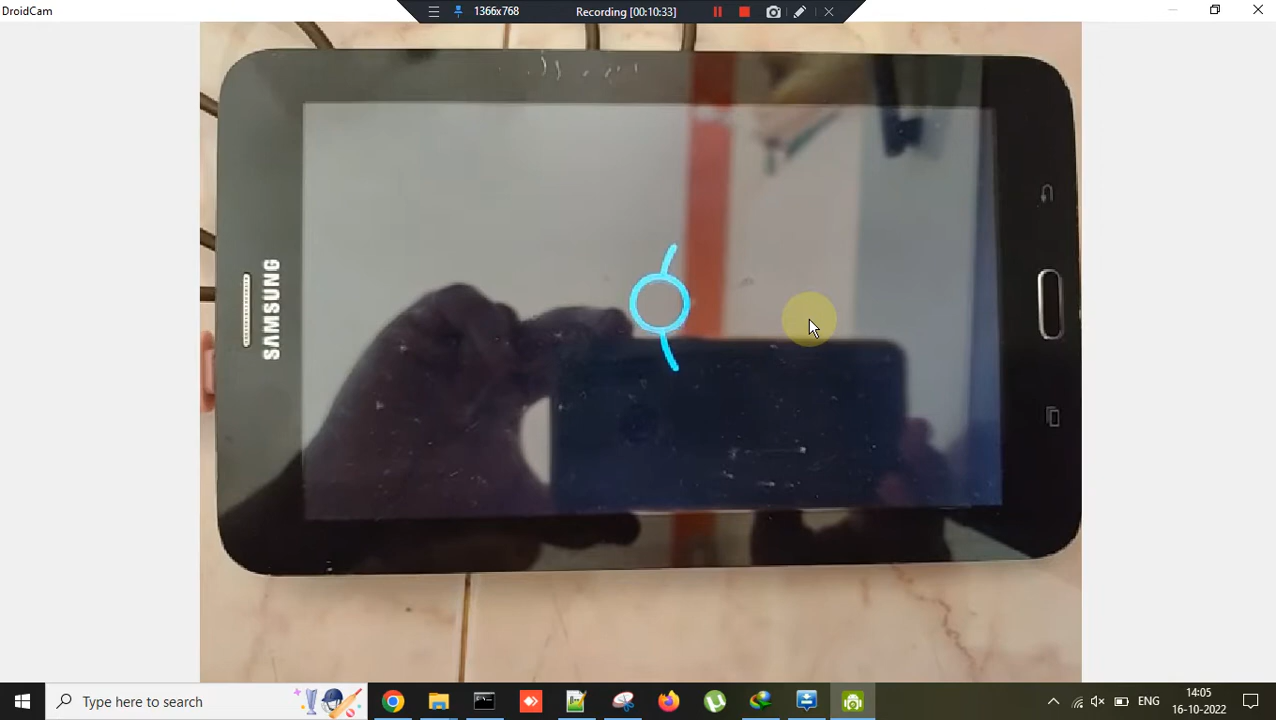 DroidCam
1366x768
Recording [00:10:33]
SAMSUNG
Type here to search
ENG
14:05
16-10-2022